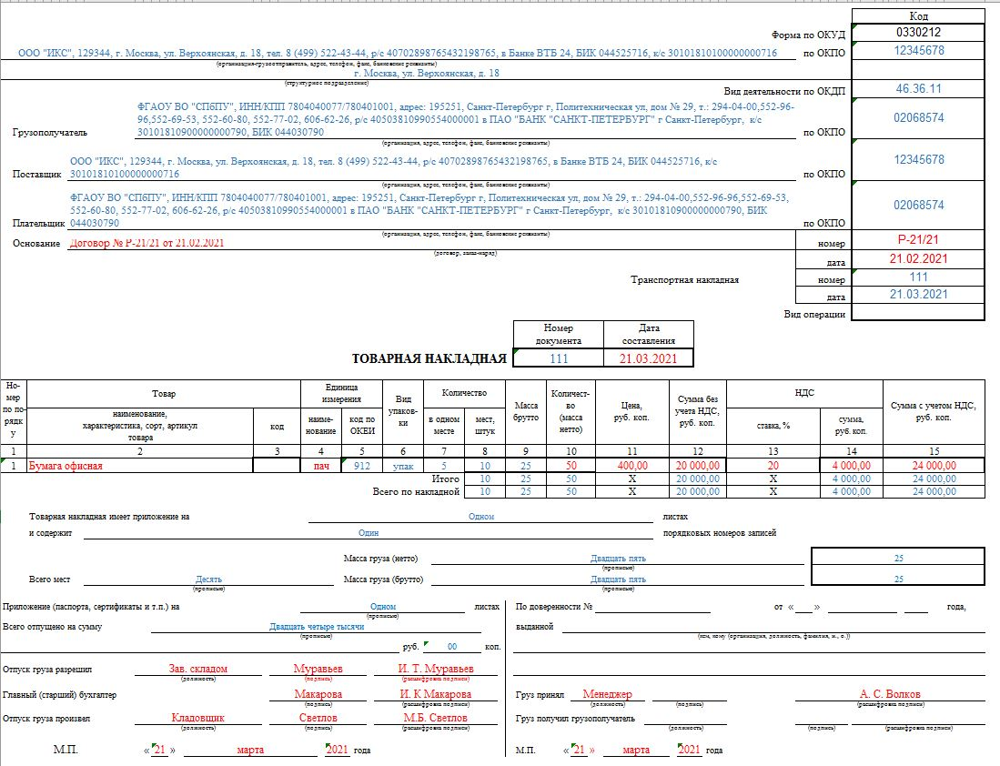 Код
Форма по ОКУД 0330212
ООО "ИКС", 129344, г. Москва, ул. Верхоянская, д. 18, тел. 8 (499) 522-43-44, р/с 40702898765432198765, в Банке ВТБ 24, БИК 044525716, к/с 30101810100000000716 по ОКПО 12345678
(организация-грузоотправитель, адрес, телефон, факс, банковские реквизиты)
г. Москва, ул. Верхоянская, д. 18
(структурное подразделение)
Вид деятельности по ОКДП 46.36.11
ФГАОУ ВО "СПбПУ", ИНН/КПП 7804040077/780401001, адрес: 195251, Санкт-Петербург г, Политехническая ул, дом № 29, т.: 294-04-00,552-96-
96,552-69-53, 552-60-80, 552-77-02, 606-62-26, р/с 40503810990554000001 в ПАО "БАНК "САНКТ-ПЕТЕРБУРГ" г Санкт-Петербург, к/с
Грузополучатель 30101810900000000790, БИК 044030790 по ОКПО 02068574
(организация, адрес, телефон, факс, банковские реквизиты)
ООО "ИКС", 129344, г. Москва, ул. Верхоянская, д. 18, тел. 8 (499) 522-43-44, р/с 40702898765432198765, в Банке ВТБ 24, БИК 044525716, к/с
Поставщик 30101810100000000716 по ОКПО 12345678
(организация, адрес, телефон, факс, банковские реквизиты)
ФГАОУ ВО "СПбПУ", ИНН/КПП 7804040077/780401001, адрес: 195251, Санкт-Петербург г, Политехническая ул, дом № 29, т.: 294-04-00,552-96-96,552-69-53,
552-60-80, 552-77-02, 606-62-26, р/с 40503810990554000001 в ПАО "БАНК "САНКТ-ПЕТЕРБУРГ" г Санкт-Петербург, к/с 30101810900000000790, БИК
Плательщик 044030790 по ОКПО 02068574
(организация, адрес, телефон, факс, банковские реквизиты)
Основание Договор № Р-21/21 от 21.02.2021 номер Р-21/21
(договор, заказ-наряд)
дата 21.02.2021
Транспортная накладная номер 111
дата 21.03.2021
Вид операции
Номер документа Дата составления
ТОВАРНАЯ НАКЛАДНАЯ 111 21.03.2021
Но-мер по по-рядк у Товар Единица измерения Вид упаков-ки Количество Масса брутто Количест-во (масса нетто) Цена, руб. коп. Сумма без учета НДС, руб. коп. НДС Сумма с учетом НДС, руб. коп.
наименование, характеристика, сорт, артикул товара код наиме-нование код по ОКЕИ в одном месте мест, штук ставка, % сумма, руб. коп.
1 2 3 4 5 6 7 8 9 10 11 12 13 14 15
1 Бумага офисная пач 912 упак 5 10 25 50 400,00 20 000,00 20 4 000,00 24 000,00
Итого 10 25 50 Х 20 000,00 Х 4 000,00 24 000,00
Всего по накладной 10 25 50 Х 20 000,00 Х 4 000,00 24 000,00
Товарная накладная имеет приложение на Одном листах
и содержит Один порядковых номеров записей
Масса груза (нетто) Двадцать пять 25
(прописью)
Всего мест Десять Масса груза (брутто) Двадцать пять 25
(прописью) (прописью)
Приложение (паспорта, сертификаты и т.п.) на Одном листах
(прописью)
Всего отпущено на сумму Двадцать четыре тысячи
(прописью)
руб. 00 коп.
Отпуск груза разрешил Зав. складом Муравьев И. Т. Муравьев
(должность) (подпись) (расшифровка подписи)
Главный (старший) бухгалтер Макарова И. К Макарова
(подпись) (расшифровка подписи)
Отпуск груза произвел Кладовщик Светлов М.Б. Светлов
(должность) (подпись) (расшифровка подписи)
М.П. « 21 » марта 2021 года
По доверенности № от « » года,
выданной
(кем, кому (организация, должность, фамилия, и., о.))
Груз принял Менеджер А. С. Волков
(должность) (подпись) (расшифровка подписи)
Груз получил грузополучатель
(должность) (подпись) (расшифровка подписи)
М.П. « 21 » марта 2021 года